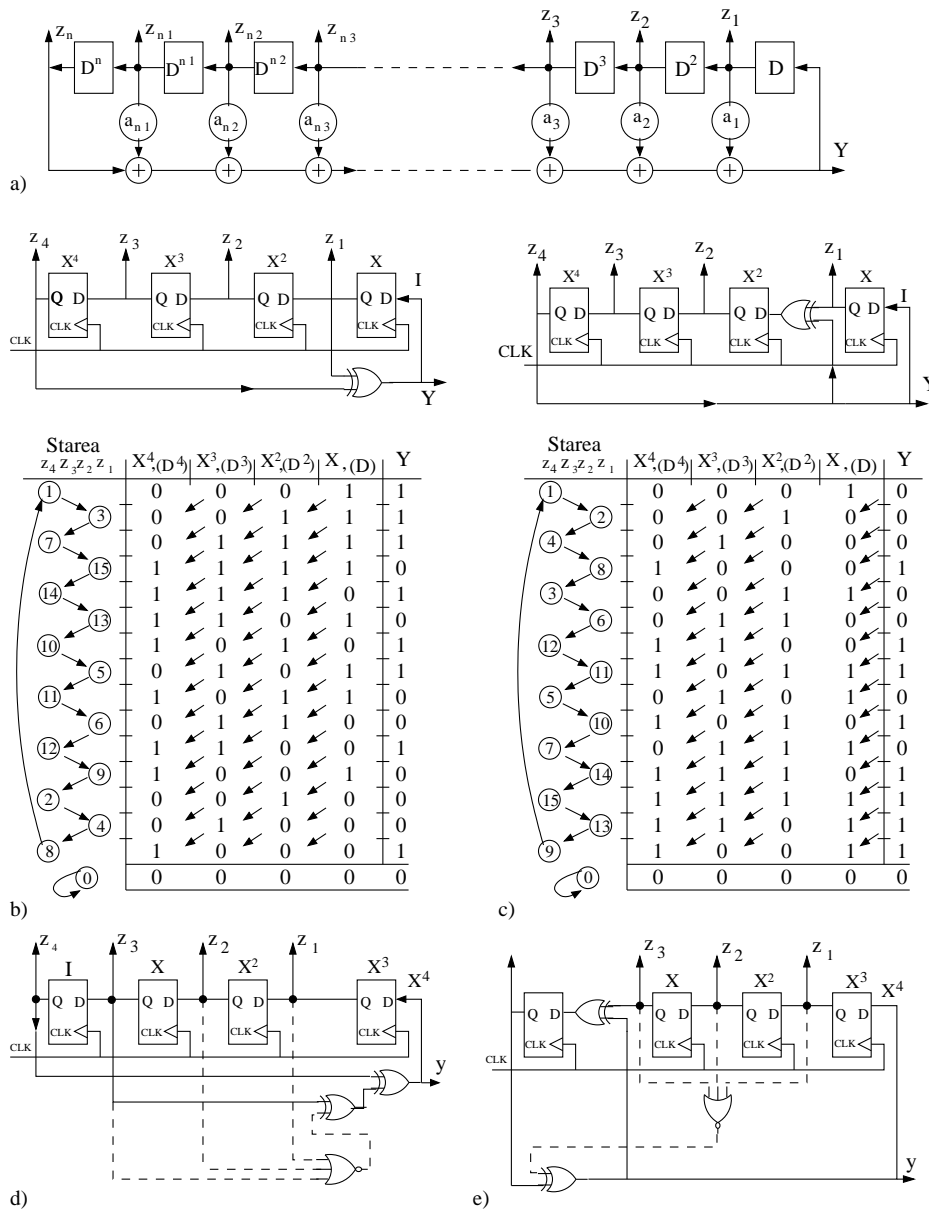 z_n z_{n 1} z_{n 2} z_{n 3} z_3 z_2 z_1
D^n D^{n 1} D^{n 2} D^3 D^2 D
a_{n 1} a_{n 2} a_{n 3} a_3 a_2 a_1
+ + + + + + Y
a)
z_4 z_3 z_2 z_1
X^4 X^3 X^2 X I
Q D Q D Q D Q D
CLK CLK CLK CLK
CLK
Y
z_4 z_3 z_2 z_1
X^4 X^3 X^2 X I
Q D Q D Q D Q D
CLK CLK CLK CLK
CLK
Y
Starea
z_4 z_3 z_2 z_1 X^4,(D^4) X^3,(D^3) X^2,(D^2) X,(D) Y
1 0 0 0 1 1
3 0 0 1 1 1
7 0 1 1 1 1
15 1 1 1 1 0
14 1 1 1 0 1
13 1 1 0 1 0
10 1 0 1 0 1
5 0 1 0 1 1
11 1 0 1 1 0
6 0 1 1 0 0
12 1 1 0 0 1
9 1 0 0 1 0
2 0 0 1 0 0
4 0 1 0 0 0
8 1 0 0 0 1
0 0 0 0 0 0
b)
Starea
z_4 z_3 z_2 z_1 X^4,(D^4) X^3,(D^3) X^2,(D^2) X,(D) Y
1 0 0 0 1 0
2 0 0 1 0 0
4 0 1 0 0 0
8 1 0 0 0 1
3 0 0 1 1 0
6 0 1 1 0 0
12 1 1 0 0 1
11 1 0 1 1 1
5 0 1 0 1 0
10 1 0 1 0 1
7 0 1 1 1 0
14 1 1 1 0 1
15 1 1 1 1 1
13 1 1 0 1 1
9 1 0 0 1 1
0 0 0 0 0 0
c)
z_4 z_3 z_2 z_1
I X X^2 X^3 X^4
Q D Q D Q D Q D
CLK CLK CLK CLK
CLK
y
d)
z_3 z_2 z_1
X X^2 X^3 X^4
Q D Q D Q D Q D
CLK CLK CLK CLK
CLK
y
e)